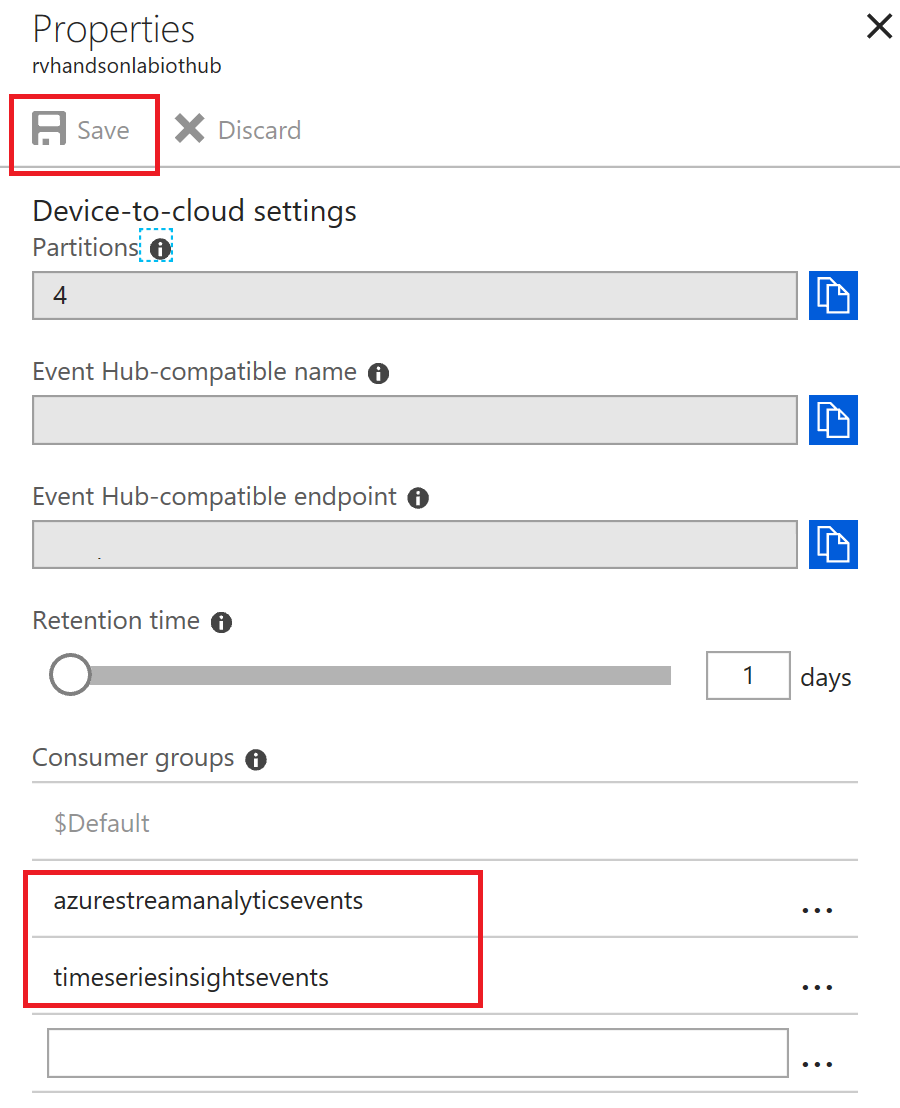 Properties
rvhandsonlabiothub
Save Discard
Device-to-cloud settings
Partitions
4
Event Hub-compatible name
Event Hub-compatible endpoint
Retention time
1 days
Consumer groups
$Default
azurestreamanalyticsevents
...
timeseriesinsightsevents
...
...